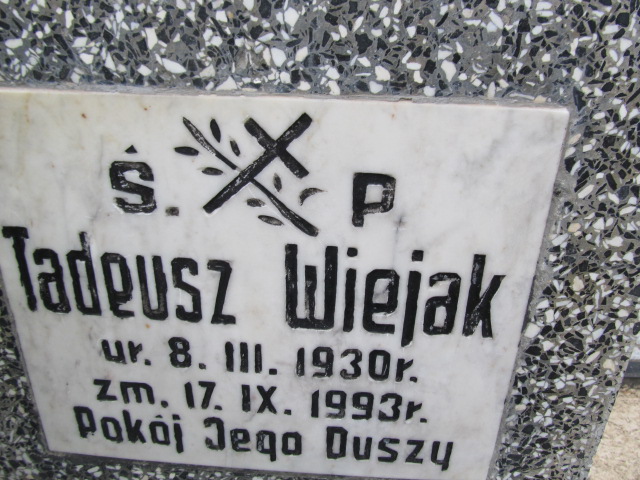 Ś. P
Tadeusz Wiejak
ur. 8. III. 1930r.
zm. 17. IX. 1993r.
Pokój Jego Duszy